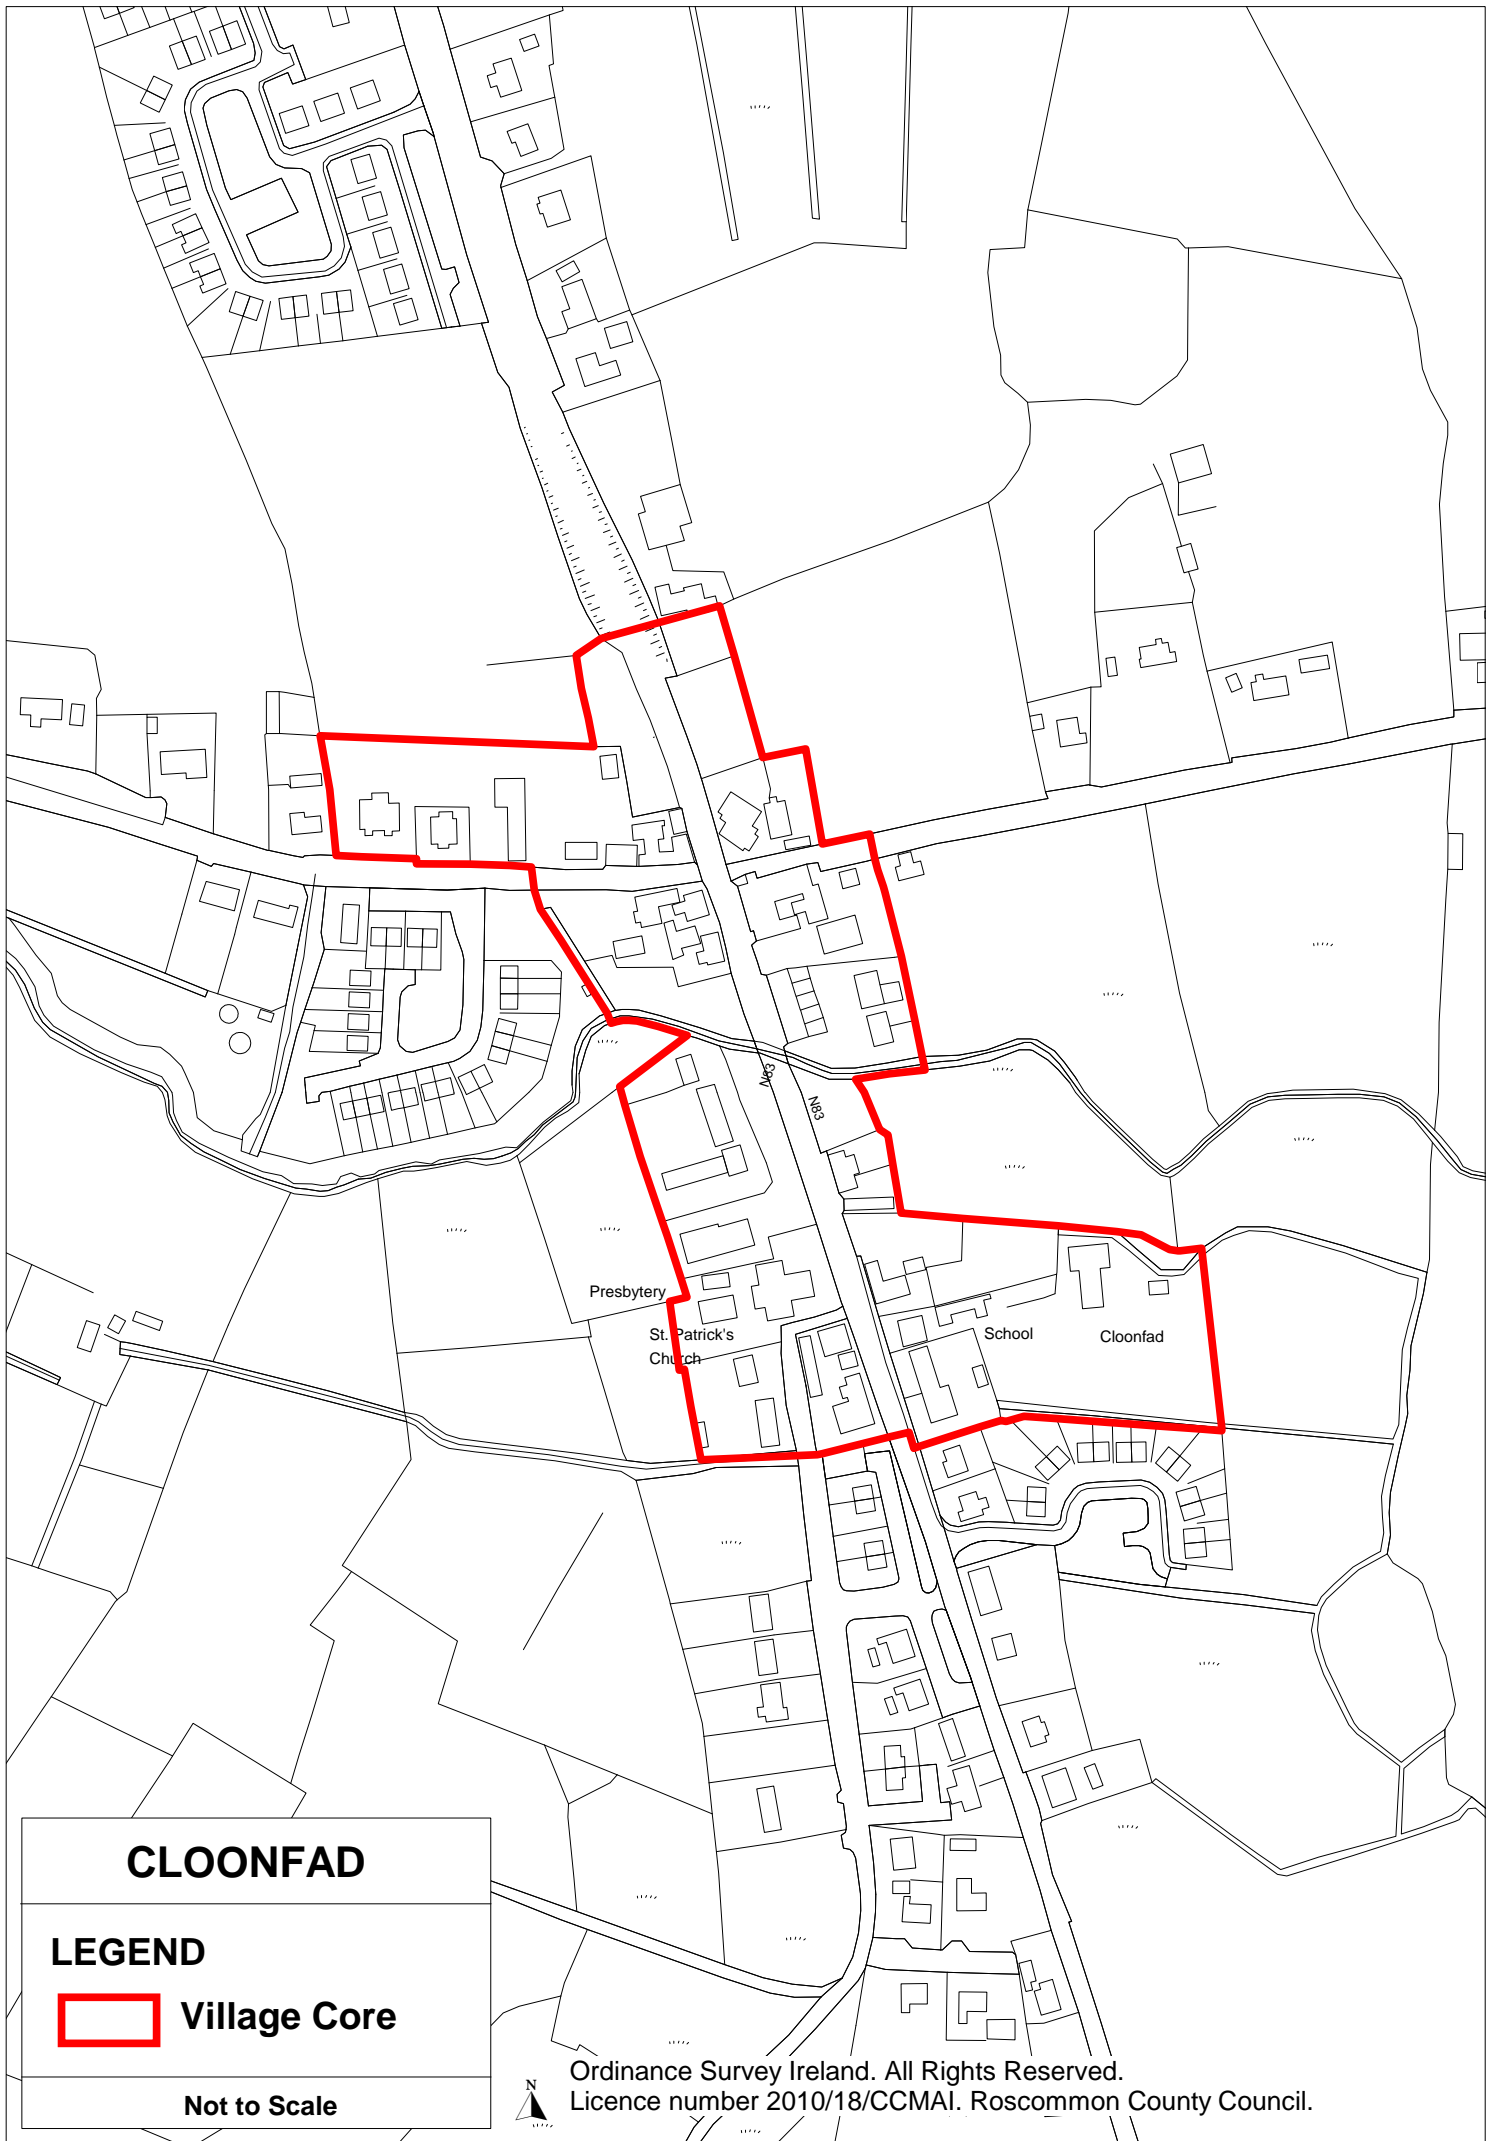 N83
N83
Presbytery
St. Patrick's
Church
School
Cloonfad
CLOONFAD
LEGEND
Village Core
Not to Scale
N
Ordinance Survey Ireland. All Rights Reserved.
Licence number 2010/18/CCMAI. Roscommon County Council.